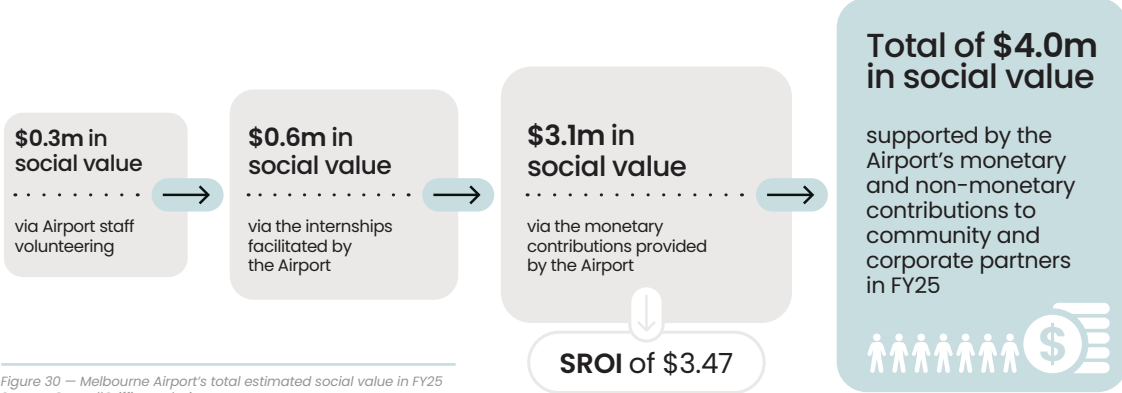 $0.3m in
social value
via Airport staff
volunteering
$0.6m in
social value
via the internships
facilitated by
the Airport
$3.1m in
social value
via the monetary
contributions provided
by the Airport
SROI of $3.47
Total of $4.0m
in social value
supported by the
Airport’s monetary
and non-monetary
contributions to
community and
corporate partners
in FY25
$
Figure 30 — Melbourne Airport’s total estimated social value in FY25